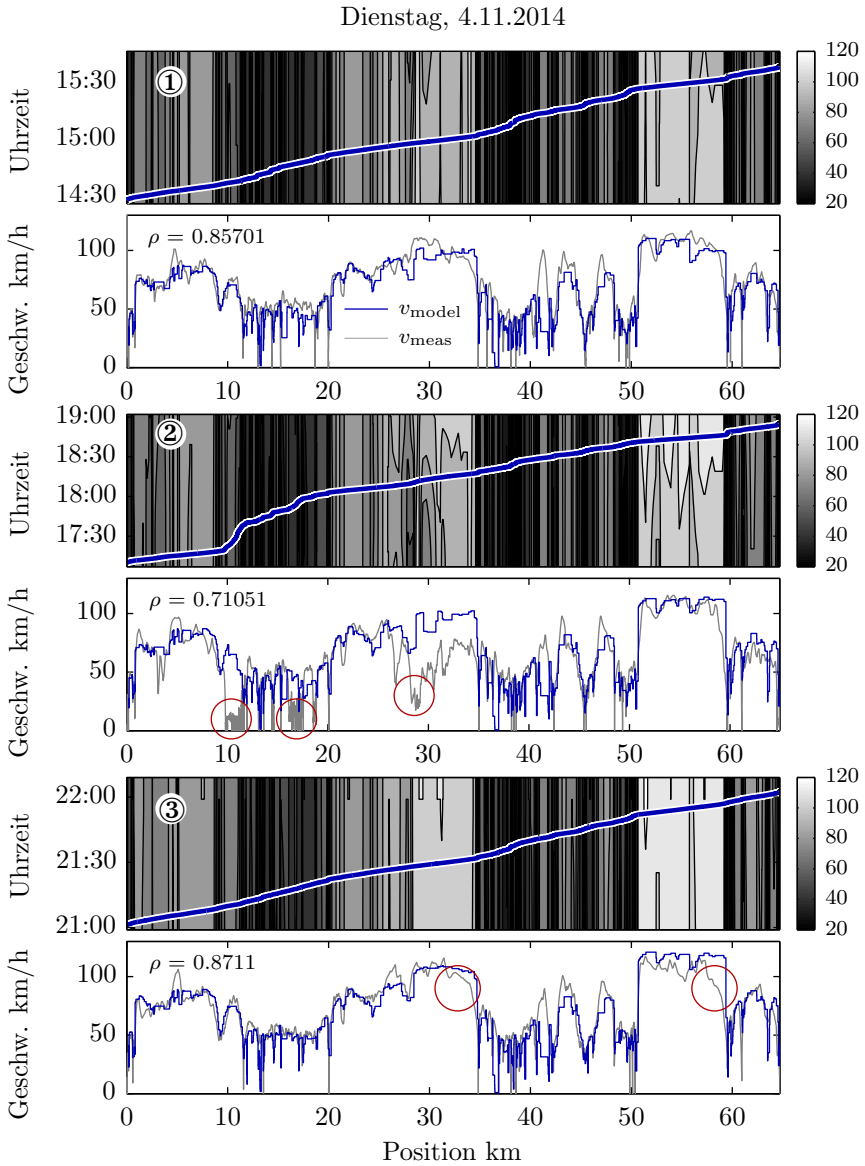 Dienstag, 4.11.2014
15:30
15:00
14:30
Uhrzeit
①
120
100
80
60
40
20
Geschw. km/h
100
50
0
ρ = 0.85701
v model
v meas
0 10 20 30 40 50 60
19:00
18:30
18:00
17:30
Uhrzeit
②
120
100
80
60
40
20
Geschw. km/h
100
50
0
ρ = 0.71051
0 10 20 30 40 50 60
22:00
21:30
21:00
Uhrzeit
③
120
100
80
60
40
20
Geschw. km/h
100
50
0
ρ = 0.8711
0 10 20 30 40 50 60
Position km